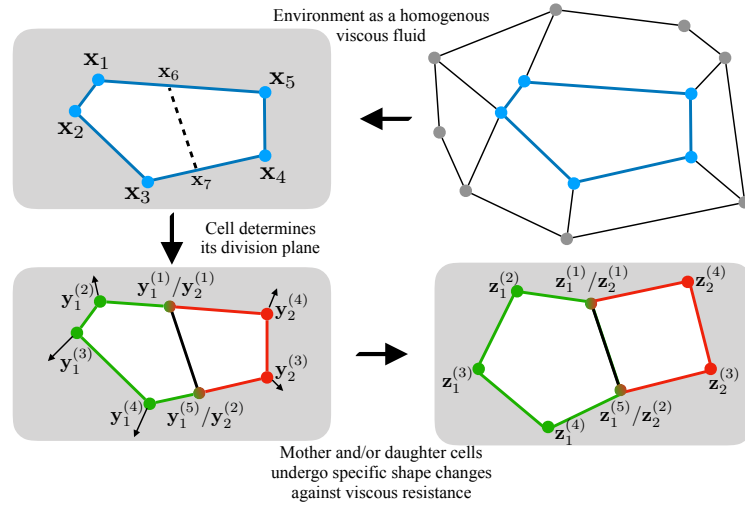 Environment as a homogenous
viscous fluid
x₁
x₆
x₅
x₂
x₃
x₇
x₄
Cell determines
its division plane
y₁⁽²⁾
y₁⁽¹⁾/y₂⁽¹⁾
y₂⁽⁴⁾
y₁⁽³⁾
y₂⁽³⁾
y₁⁽⁴⁾
y₁⁽⁵⁾/y₂⁽²⁾
z₁⁽²⁾
z₁⁽¹⁾/z₂⁽¹⁾
z₂⁽⁴⁾
z₁⁽³⁾
z₂⁽³⁾
z₁⁽⁴⁾
z₁⁽⁵⁾/z₂⁽²⁾
Mother and/or daughter cells
undergo specific shape changes
against viscous resistance